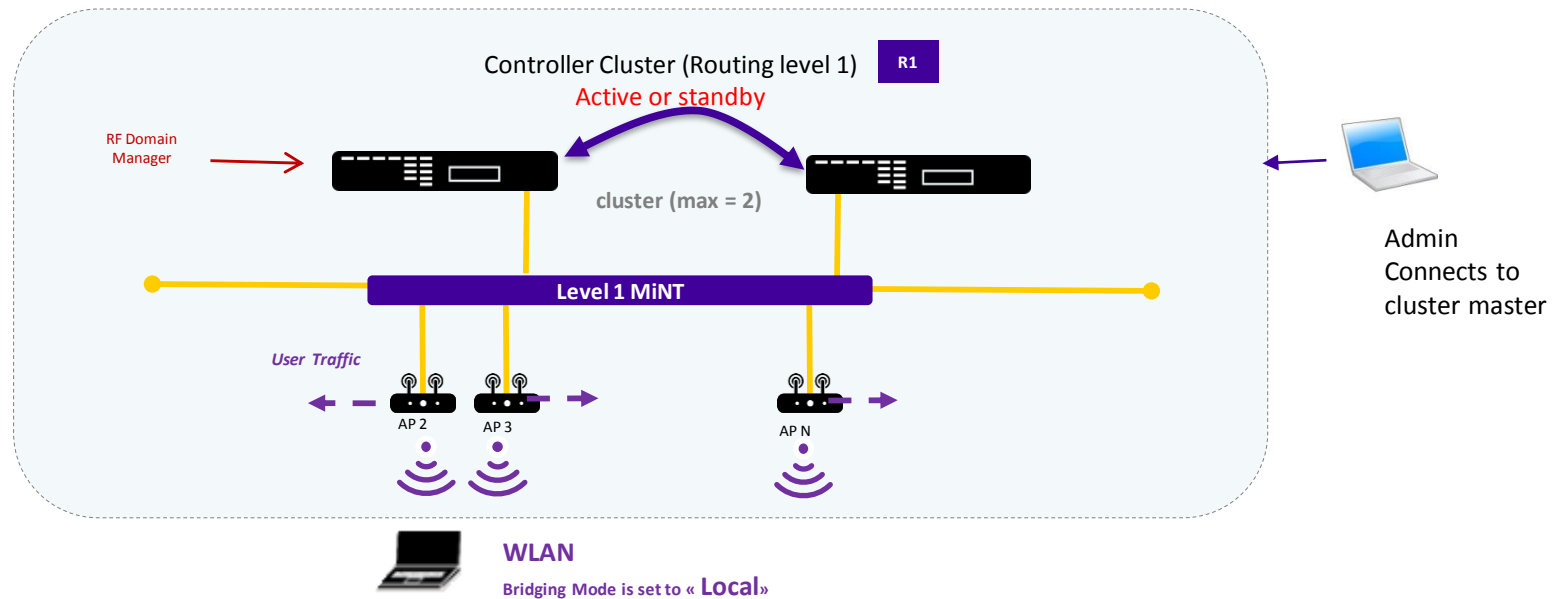 Controller Cluster (Routing level 1)
R1
Active or standby
RF Domain
Manager
cluster (max = 2)
Admin
Connects to
cluster master
Level 1 MiNT
User Traffic
AP 2
AP 3
AP N
WLAN
Bridging Mode is set to « Local»